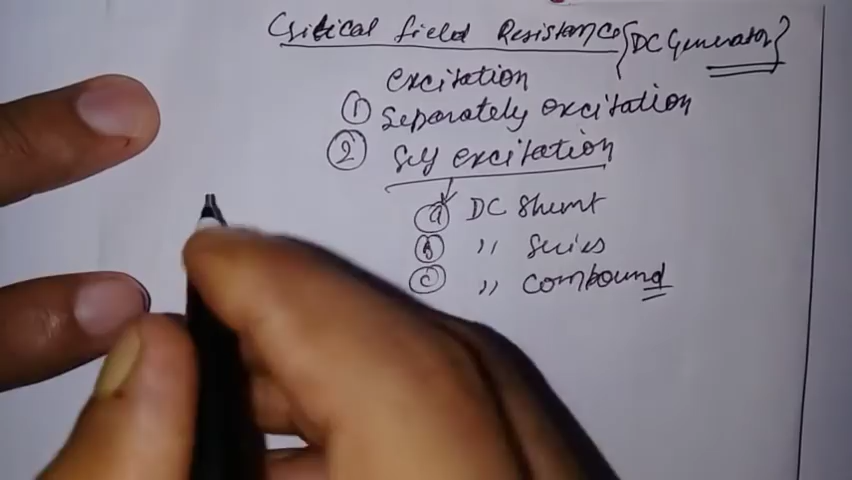 Critical field Resistance {DC Generator}
excitation
① Separately excitation
② Self excitation
ⓐ DC Shunt
ⓑ 〃 Series
ⓒ 〃 Compound